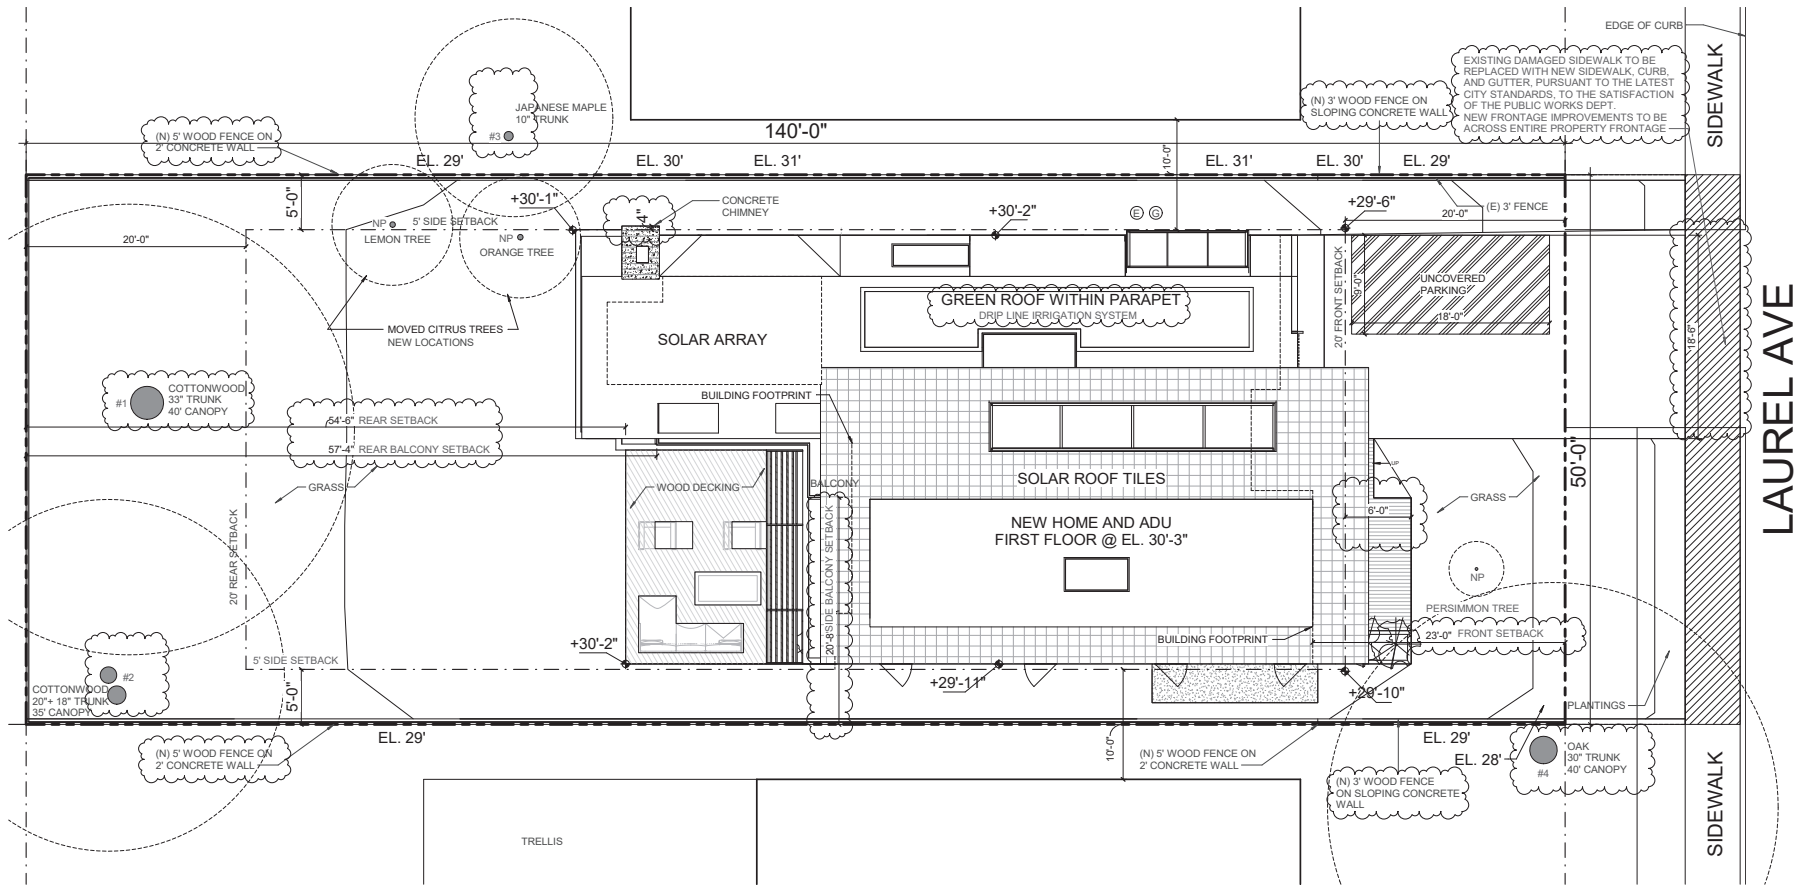 EDGE OF CURB
EXISTING DAMAGED SIDEWALK TO BE
REPLACED WITH NEW SIDEWALK, CURB,
AND GUTTER, PURSUANT TO THE LATEST
CITY STANDARDS, TO THE SATISFACTION
OF THE PUBLIC WORKS DEPT.
NEW FRONTAGE IMPROVEMENTS TO BE
ACROSS ENTIRE PROPERTY FRONTAGE
SIDEWALK
(N) 3' WOOD FENCE ON
SLOPING CONCRETE WALL
JAPANESE MAPLE
10" TRUNK
#3
140'-0"
(N) 5' WOOD FENCE ON
2' CONCRETE WALL
EL. 29'
EL. 30'
EL. 31'
10'-0"
EL. 31'
EL. 30'
EL. 29'
5'-0"
+30'-1"
4"
CONCRETE
CHIMNEY
+30'-2"
E
G
+29'-6"
20'-0"
(E) 3' FENCE
NP
5' SIDE SETBACK
LEMON TREE
NP
ORANGE TREE
20'-0"
20' FRONT SETBACK
9'-0"
UNCOVERED
PARKING
18'-0"
18'-6"
GREEN ROOF WITHIN PARAPET
DRIP LINE IRRIGATION SYSTEM
MOVED CITRUS TREES
NEW LOCATIONS
SOLAR ARRAY
LAUREL AVE
#1
COTTONWOOD
33" TRUNK
40' CANOPY
BUILDING FOOTPRINT
54'-6" REAR SETBACK
57'-4" REAR BALCONY SETBACK
50'-0"
UP
GRASS
WOOD DECKING
BALCONY
SOLAR ROOF TILES
GRASS
6'-0"
20' REAR SETBACK
20'-8" SIDE BALCONY SETBACK
NEW HOME AND ADU
FIRST FLOOR @ EL. 30'-3"
NP
PERSIMMON TREE
BUILDING FOOTPRINT
23'-0" FRONT SETBACK
+30'-2"
5' SIDE SETBACK
#2
COTTONWOOD
20"+ 18" TRUNK
35' CANOPY
5'-0"
+29'-11"
+29'-10"
PLANTINGS
EL. 29'
EL. 29'
(N) 5' WOOD FENCE ON
2' CONCRETE WALL
10'-0"
(N) 5' WOOD FENCE ON
2' CONCRETE WALL
EL. 28'
OAK
30" TRUNK
40' CANOPY
#4
(N) 3' WOOD FENCE
ON SLOPING CONCRETE
WALL
SIDEWALK
TRELLIS